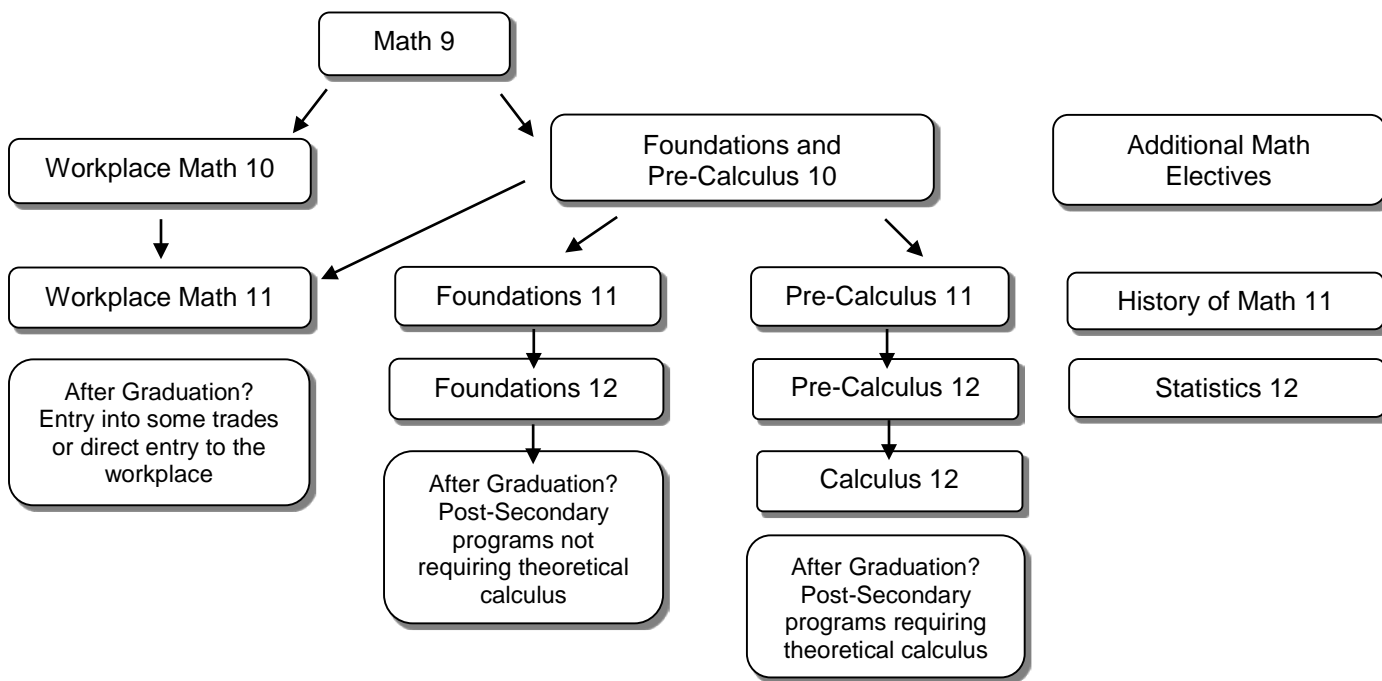 Math 9
Workplace Math 10
Foundations and
Pre-Calculus 10
Additional Math
Electives
Workplace Math 11
Foundations 11
Pre-Calculus 11
History of Math 11
After Graduation?
Entry into some trades
or direct entry to the
workplace
Foundations 12
Pre-Calculus 12
Statistics 12
After Graduation?
Post-Secondary
programs not
requiring theoretical
calculus
Calculus 12
After Graduation?
Post-Secondary
programs requiring
theoretical calculus